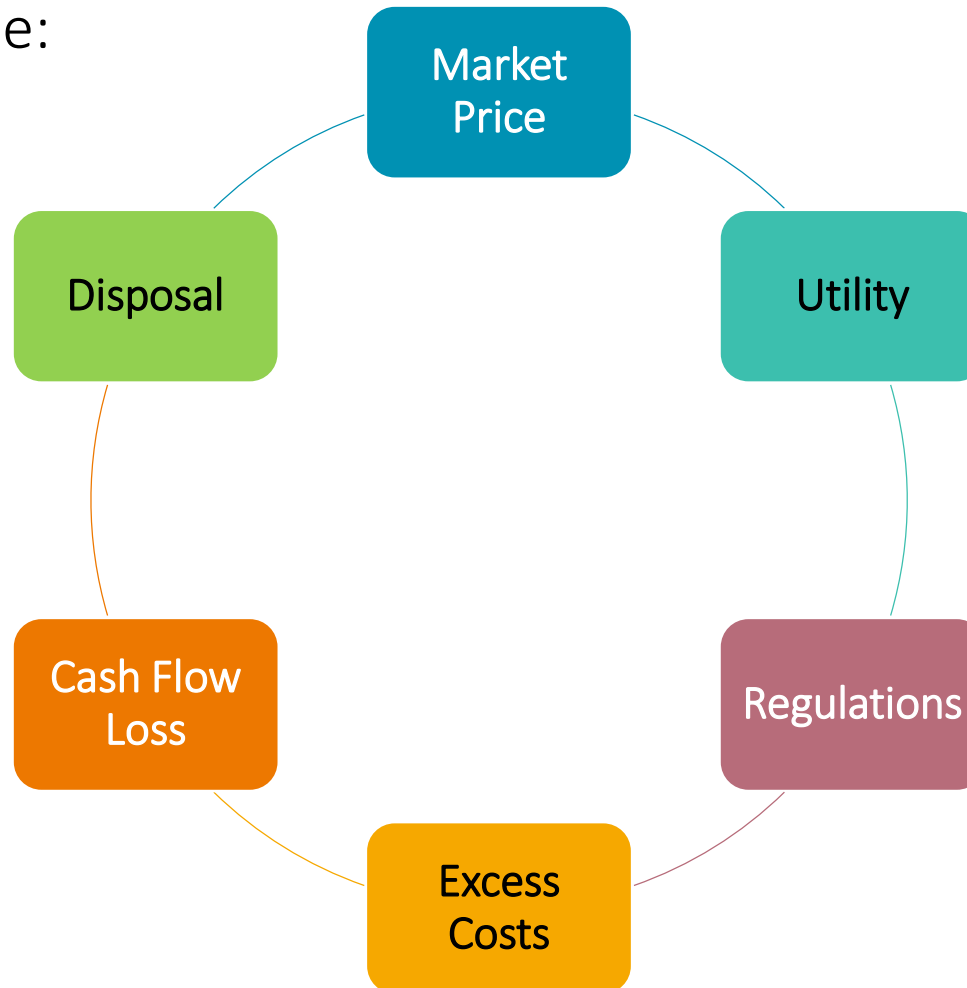 e:
Market
Price
Disposal
Utility
Cash Flow
Loss
Regulations
Excess
Costs